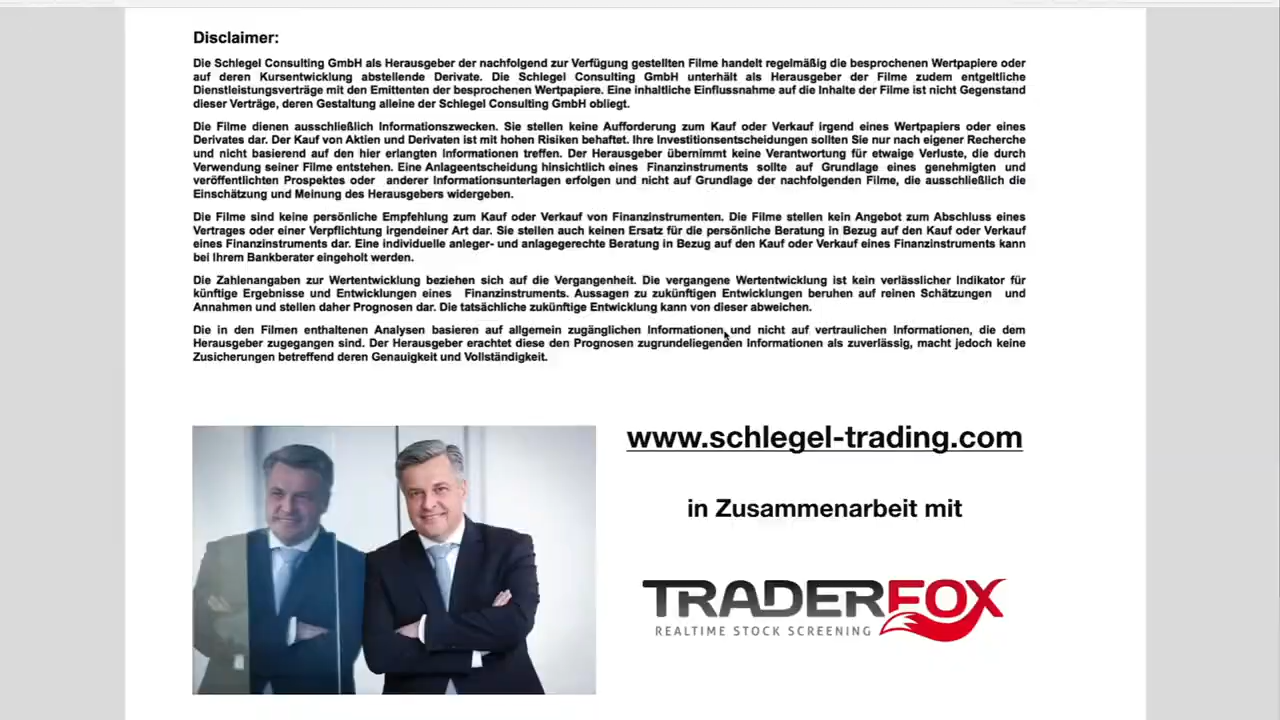 Disclaimer:
Die Schlegel Consulting GmbH als Herausgeber der nachfolgend zur Verfügung gestellten Filme handelt regelmäßig die besprochenen Wertpapiere oder
auf deren Kursentwicklung abstellende Derivate. Die Schlegel Consulting GmbH unterhält als Herausgeber der Filme zudem entgeltliche
Dienstleistungsverträge mit den Emittenten der besprochenen Wertpapiere. Eine inhaltliche Einflussnahme auf die Inhalte der Filme ist nicht Gegenstand
dieser Verträge, deren Gestaltung alleine der Schlegel Consulting GmbH obliegt.
Die Filme dienen ausschließlich Informationszwecken. Sie stellen keine Aufforderung zum Kauf oder Verkauf irgend eines Wertpapiers oder eines
Derivates dar. Der Kauf von Aktien und Derivaten ist mit hohen Risiken behaftet. Ihre Investitionsentscheidungen sollten Sie nur nach eigener Recherche
und nicht basierend auf den hier erlangten Informationen treffen. Der Herausgeber übernimmt keine Verantwortung für etwaige Verluste, die durch
Verwendung seiner Filme entstehen. Eine Anlageentscheidung hinsichtlich eines Finanzinstruments sollte auf Grundlage eines genehmigten und
veröffentlichten Prospektes oder anderer Informationsunterlagen erfolgen und nicht auf Grundlage der nachfolgenden Filme, die ausschließlich die
Einschätzung und Meinung des Herausgebers widergeben.
Die Filme sind keine persönliche Empfehlung zum Kauf oder Verkauf von Finanzinstrumenten. Die Filme stellen kein Angebot zum Abschluss eines
Vertrages oder einer Verpflichtung irgendeiner Art dar. Sie stellen auch keinen Ersatz für die persönliche Beratung in Bezug auf den Kauf oder Verkauf
eines Finanzinstruments dar. Eine individuelle anleger- und anlagegerechte Beratung in Bezug auf den Kauf oder Verkauf eines Finanzinstruments kann
bei Ihrem Bankberater eingeholt werden.
Die Zahlenangaben zur Wertentwicklung beziehen sich auf die Vergangenheit. Die vergangene Wertentwicklung ist kein verlässlicher Indikator für
künftige Ergebnisse und Entwicklungen eines Finanzinstruments. Aussagen zu zukünftigen Entwicklungen beruhen auf reinen Schätzungen und
Annahmen und stellen daher Prognosen dar. Die tatsächliche zukünftige Entwicklung kann von dieser abweichen.
Die in den Filmen enthaltenen Analysen basieren auf allgemein zugänglichen Informationen und nicht auf vertraulichen Informationen, die dem
Herausgeber zugegangen sind. Der Herausgeber erachtet diese den Prognosen zugrundeliegenden Informationen als zuverlässig, macht jedoch keine
Zusicherungen betreffend deren Genauigkeit und Vollständigkeit.
www.schlegel-trading.com
in Zusammenarbeit mit
TRADERFOX
REALTIME STOCK SCREENING